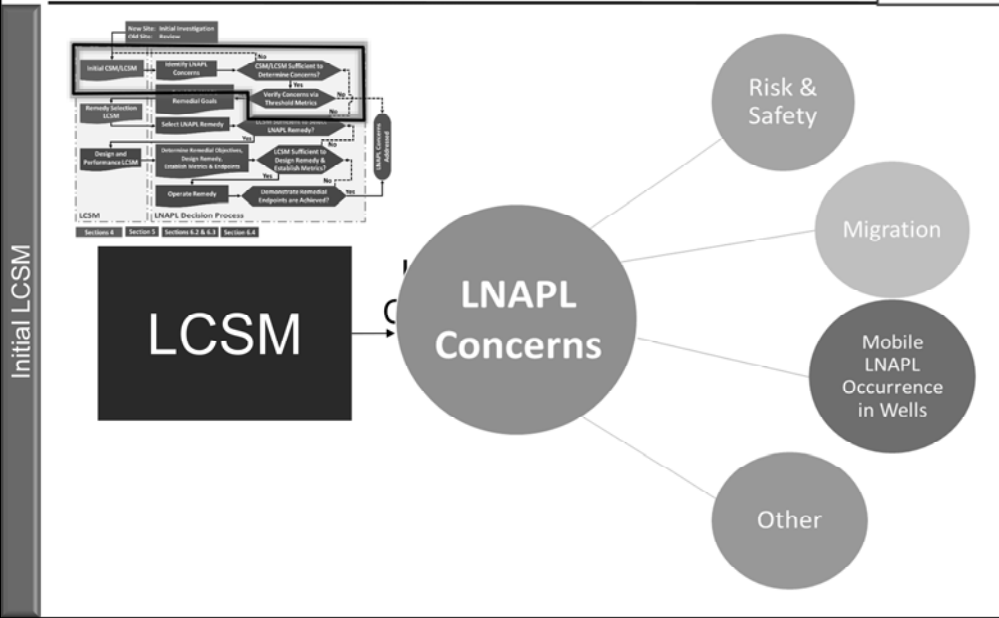 New Site: Initial Investigation
Review
Initial CSM/LCSM
Identify LNAPL
Concerns
CSM/LCSM Sufficient to
Determine Concerns?
No
Yes
Verify Concerns via
Threshold Metrics
No
No
Remedial Goals
Remedy Selection
LCSM
Select LNAPL Remedy
LNAPL Remedy?
Yes
Design and
Performance LCSM
Determine Remedial Objectives,
Design Remedy,
Establish Metrics & Endpoints
LCSM Sufficient to
Design Remedy &
Establish Metrics?
No
Yes
Operate Remedy
Demonstrate Remedial
Endpoints are Achieved?
Yes
LNAPL Concerns
Addressed
LCSM
LNAPL Decision Process
Sections 4
Section 5
Sections 6.2 & 6.3
Section 6.4
Initial LCSM
LCSM
LNAPL
Concerns
Risk &
Safety
Migration
Mobile
LNAPL
Occurrence
in Wells
Other